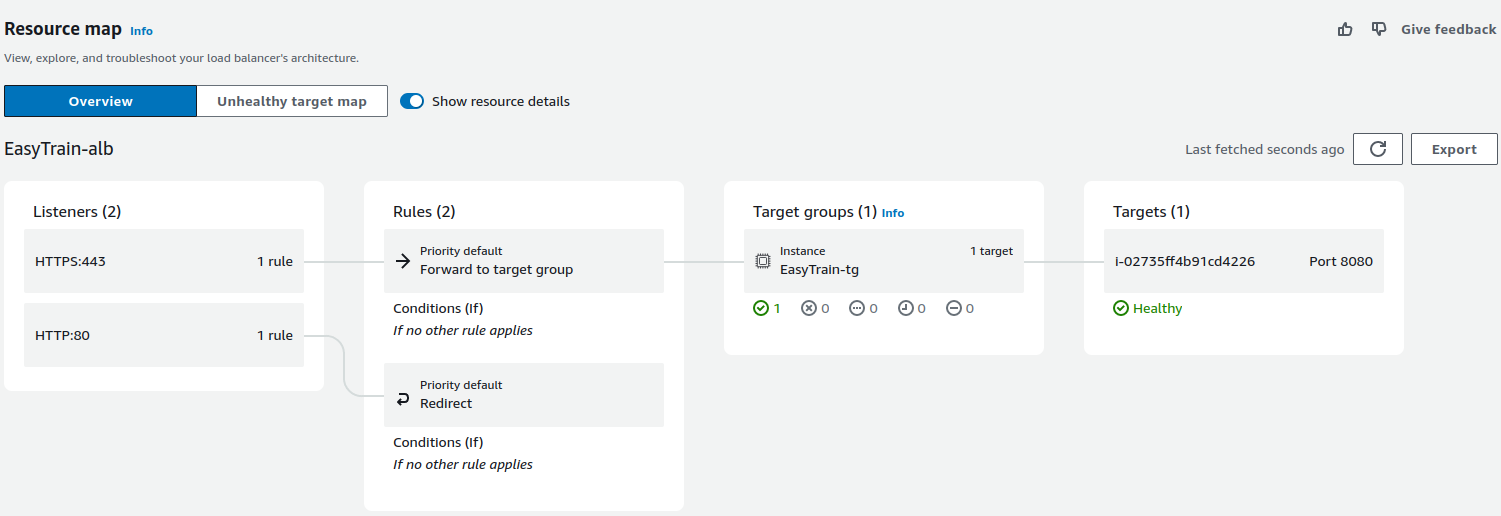 Resource map Info
Give feedback
View, explore, and troubleshoot your load balancer's architecture.
Overview
Unhealthy target map
Show resource details
EasyTrain-alb
Last fetched seconds ago
Export
Listeners (2)
HTTPS:443 1 rule
HTTP:80 1 rule
Rules (2)
Priority default
Forward to target group
Conditions (If)
If no other rule applies
Priority default
Redirect
Conditions (If)
If no other rule applies
Target groups (1) Info
Instance 1 target
EasyTrain-tg
1 0 0 0 0
Targets (1)
i-02735ff4b91cd4226 Port 8080
Healthy